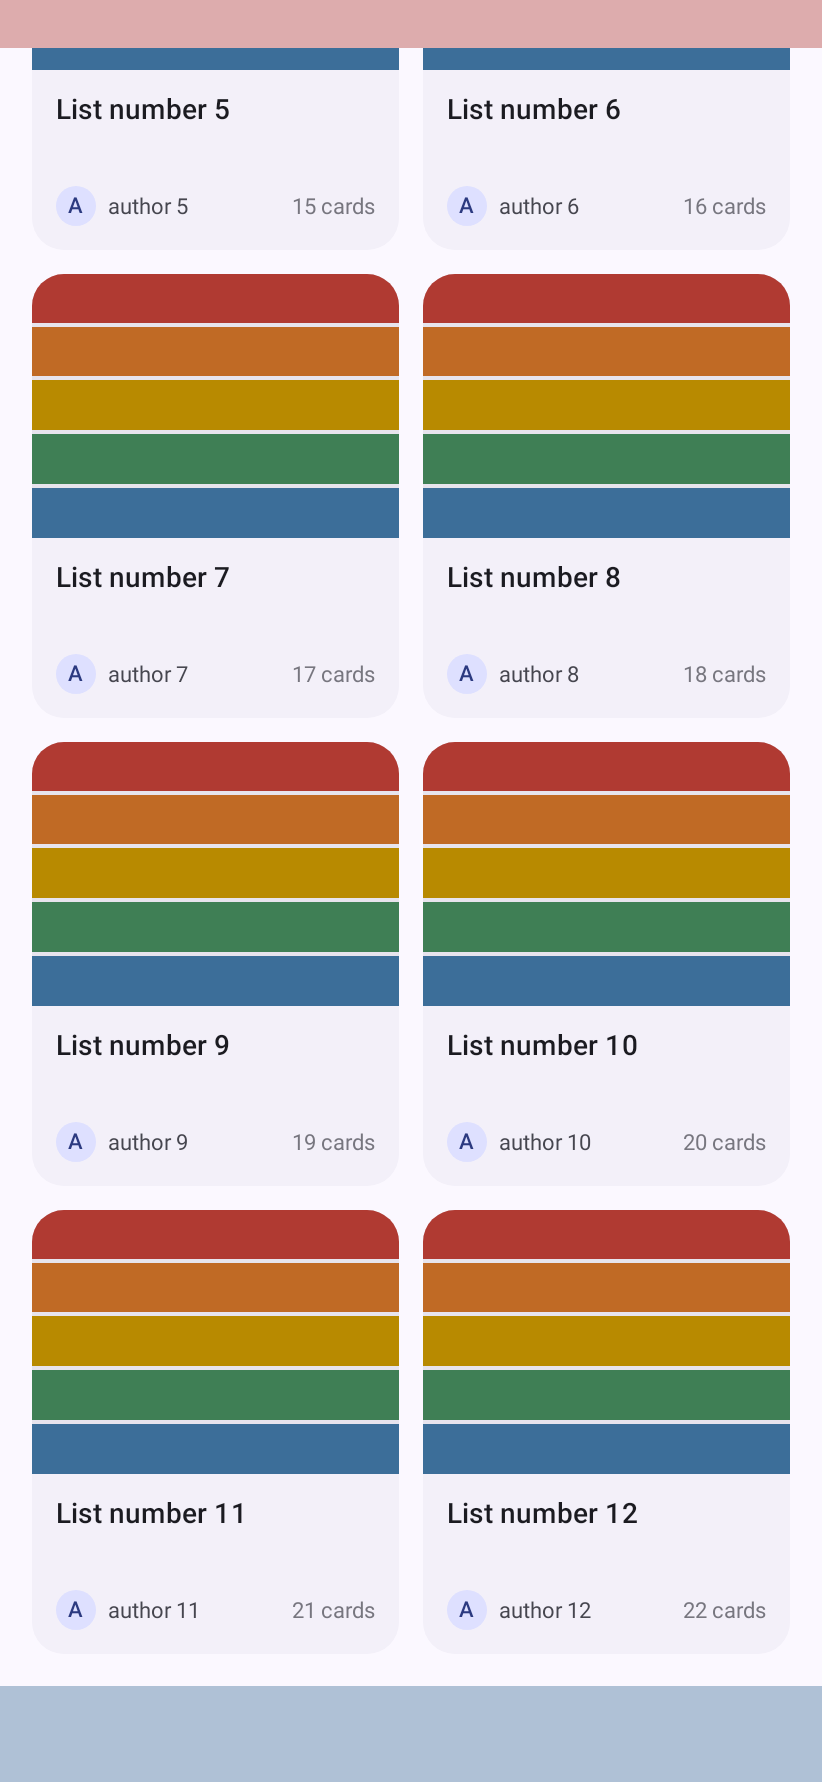 List number 5
A author 5 15 cards
List number 6
A author 6 16 cards
List number 7
A author 7 17 cards
List number 8
A author 8 18 cards
List number 9
A author 9 19 cards
List number 10
A author 10 20 cards
List number 11
A author 11 21 cards
List number 12
A author 12 22 cards